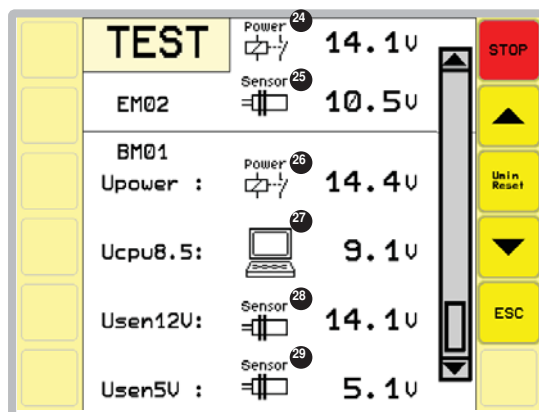 TEST Power 24 14.1V STOP
EM02 Sensor 25 10.5V
BM01
Upower : Power 26 14.4V Umin
Reset
Ucpu8.5: 27 9.1V
Usen12V: Sensor 28 14.1V ESC
Usen5V : Sensor 29 5.1V